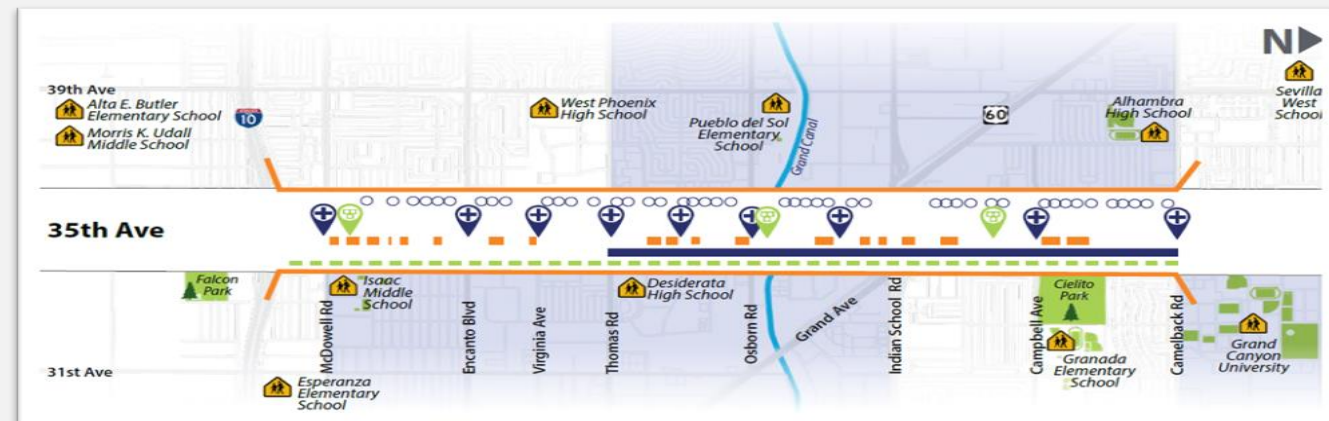 N
39th Ave
Alta E. Butler
Elementary School
Morris K. Udall
Middle School
10
West Phoenix
High School
Pueblo del Sol
Elementary
School
Grand Canal
60
Alhambra
High School
Sevilla
West
School
35th Ave
Falcon
Park
Isaac
Middle
School
Desiderata
High School
Cielito
Park
McDowell Rd
Encanto Blvd
Virginia Ave
Thomas Rd
Osborn Rd
Grand Ave
Indian School Rd
Campbell Ave
Camelback Rd
Granada
Elementary
School
Grand
Canyon
University
31st Ave
Esperanza
Elementary
School